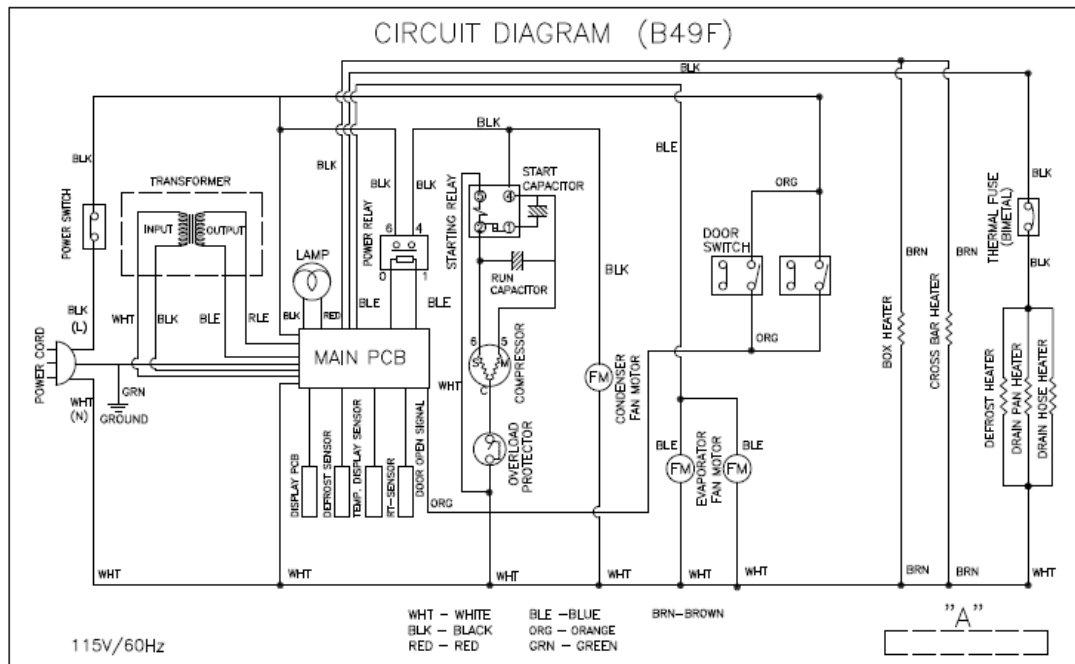 CIRCUIT DIAGRAM (B49F)
BLK
BLK
BLK
BLE
BLK
POWER SWITCH
TRANSFORMER
INPUT
OUTPUT
BLK
BLK
BLK
6
4
POWER RELAY
0
1
STARTING RELAY
START
CAPACITOR
5
4
2
1
RUN
CAPACITOR
ORG
DOOR
SWITCH
ORG
BLK
THERMAL FUSE
(BIMETAL)
BLK
BRN
BRN
LAMP
BLK
RED
BLE
BLE
BLK
(L)
WHT
BLK
BLE
RLE
POWER CORD
MAIN PCB
WHT
(N)
GRN
GROUND
WHT
6
5
S
M
C
COMPRESSOR
OVERLOAD
PROTECTOR
BLK
FM
CONDENSER
FAN MOTOR
BOX HEATER
CROSS BAR HEATER
DEFROST HEATER
DRAIN PAN HEATER
DRAIN HOSE HEATER
BLE
BLE
FM
FM
EVAPORATOR
FAN MOTOR
DISPLAY PCB
DEFROST SENSOR
TEMP. DISPLAY SENSOR
RT-SENSOR
DOOR OPEN SIGNAL
ORG
WHT
WHT
WHT
WHT
WHT
WHT
BRN
BRN
WHT
WHT - WHITE
BLE -BLUE
BRN-BROWN
BLK - BLACK
ORG - ORANGE
RED - RED
GRN - GREEN
"A"
115V/60Hz